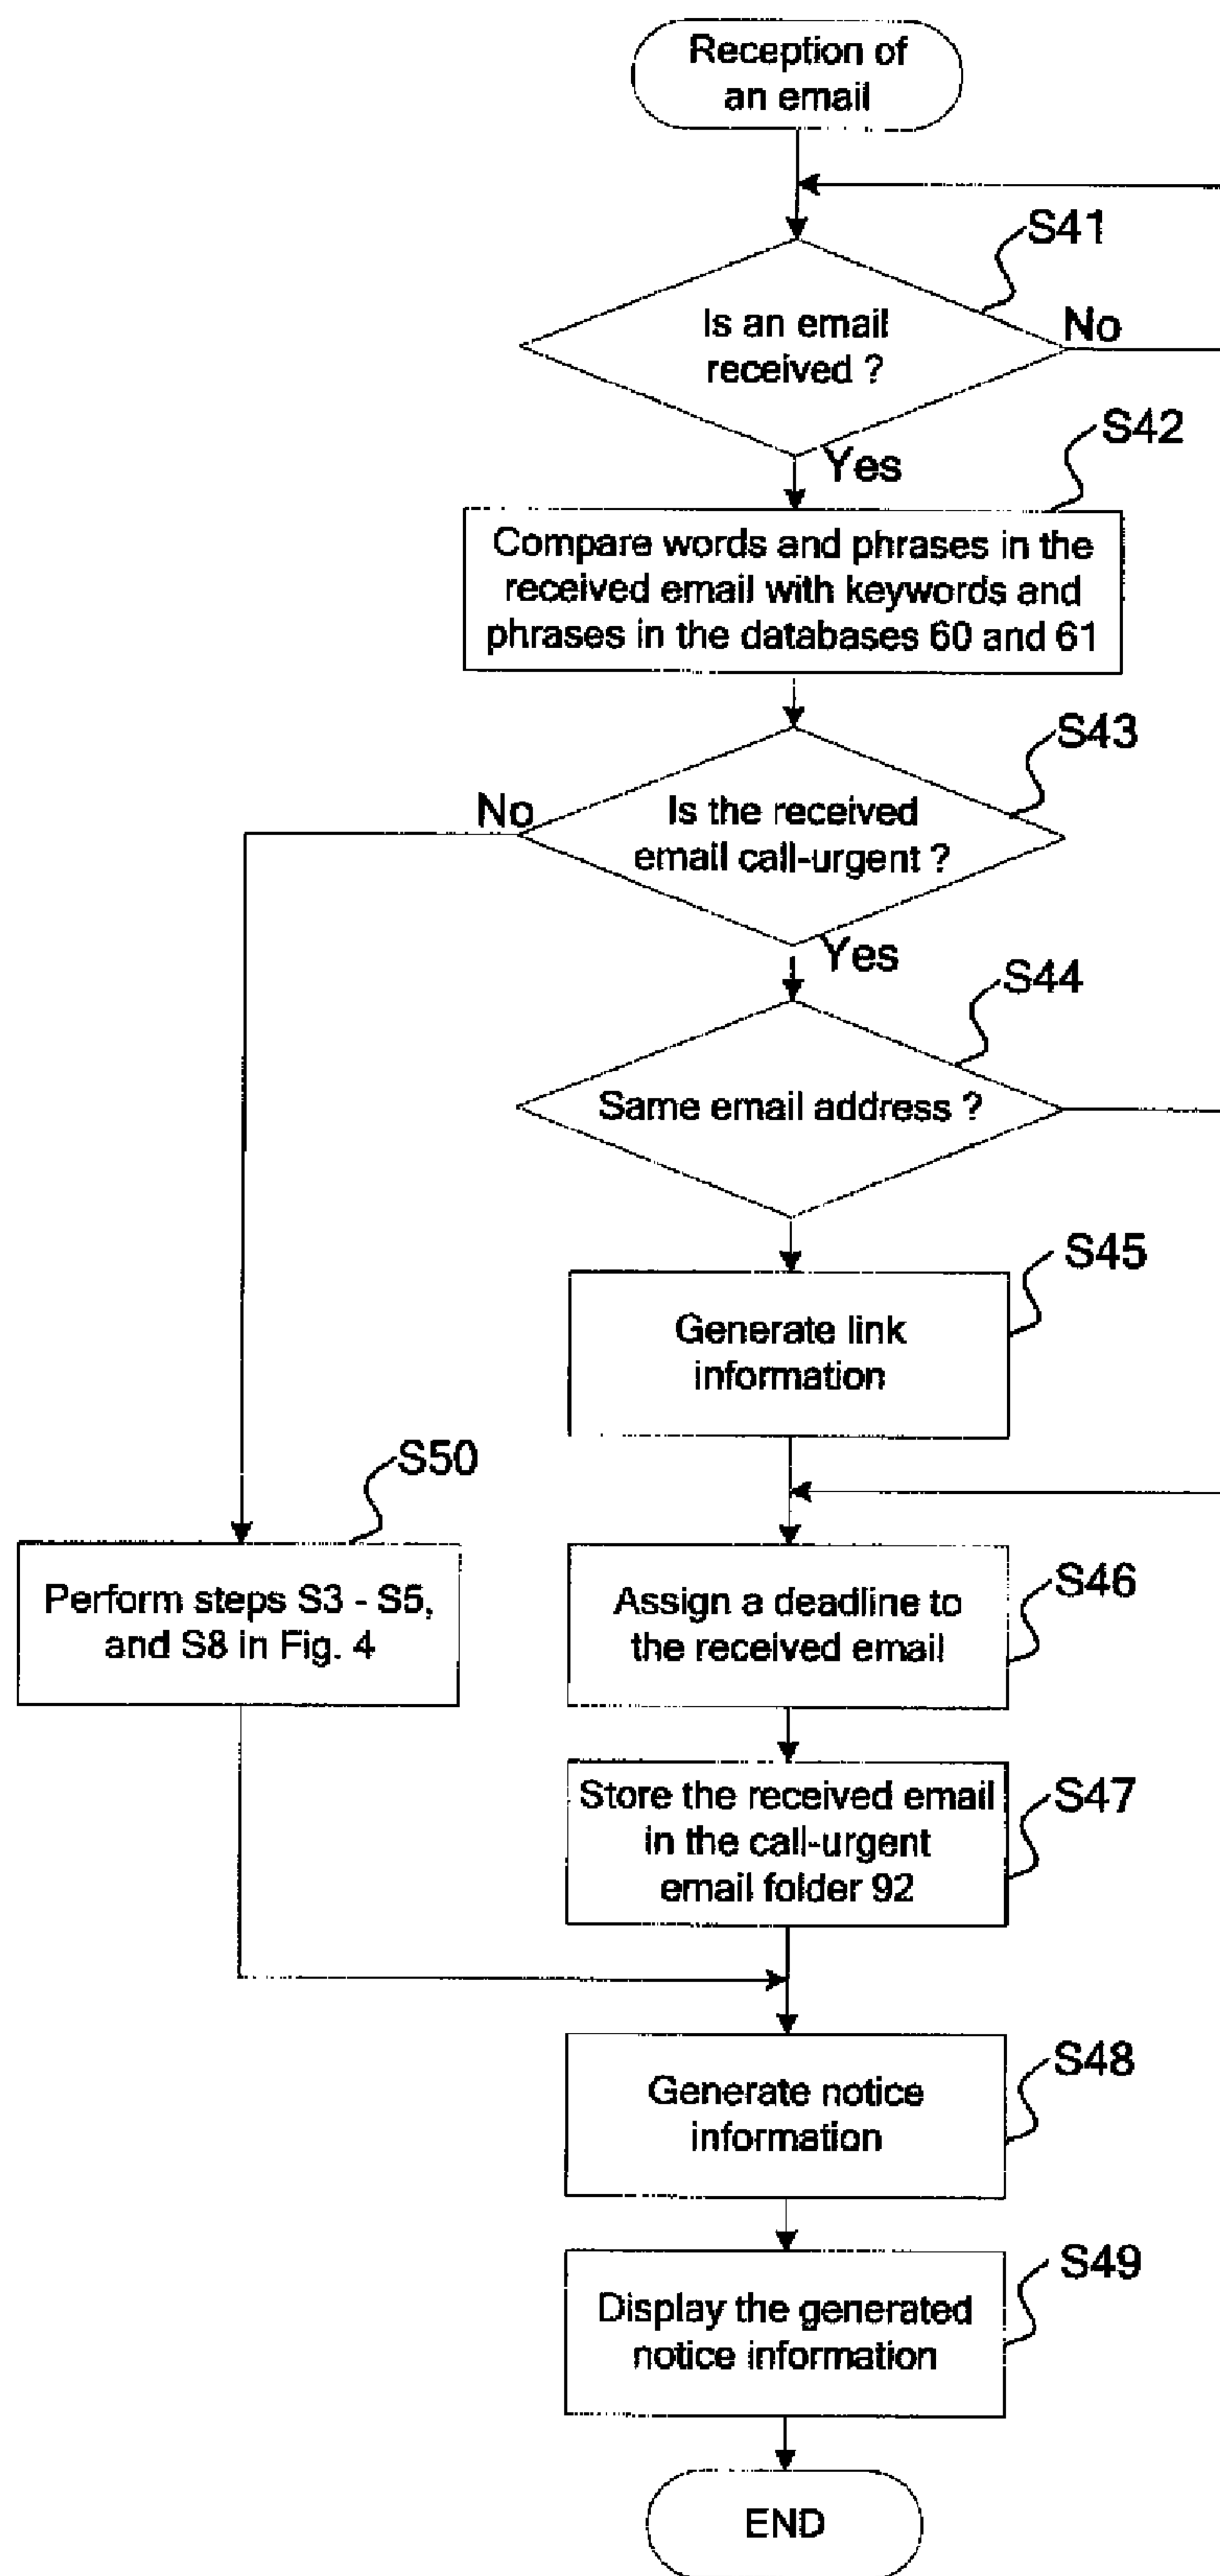 Reception of
an email
S41
Is an email
received ?
No
Yes
S42
Compare words and phrases in the
received email with keywords and
phrases in the databases 60 and 61
S43
Is the received
email call-urgent ?
No
Yes
S44
Same email address ?
S45
Generate link
information
S50
Perform steps S3 - S5,
and S8 in Fig. 4
S46
Assign a deadline to
the received email
S47
Store the received email
in the call-urgent
email folder 92
S48
Generate notice
information
S49
Display the generated
notice information
END